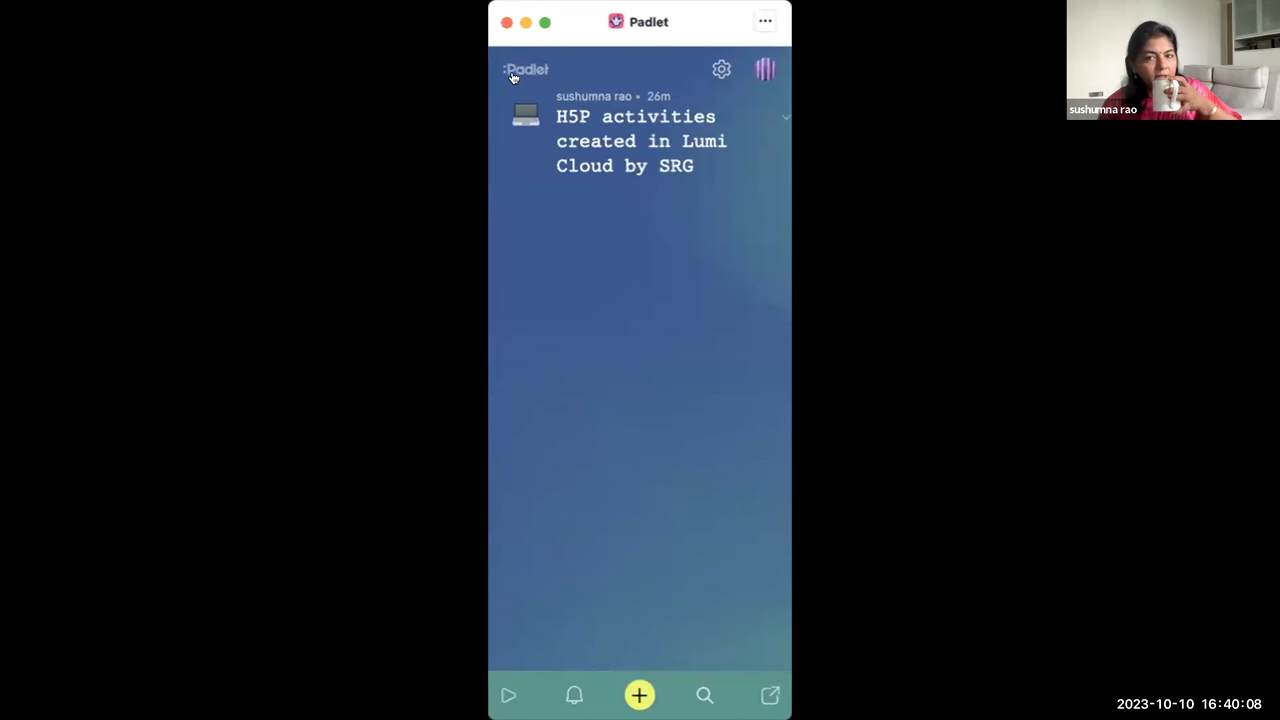 Padlet
:Padlet
sushumna rao • 26m
H5P activities
created in Lumi
Cloud by SRG
sushumna rao
2023-10-10 16:40:08